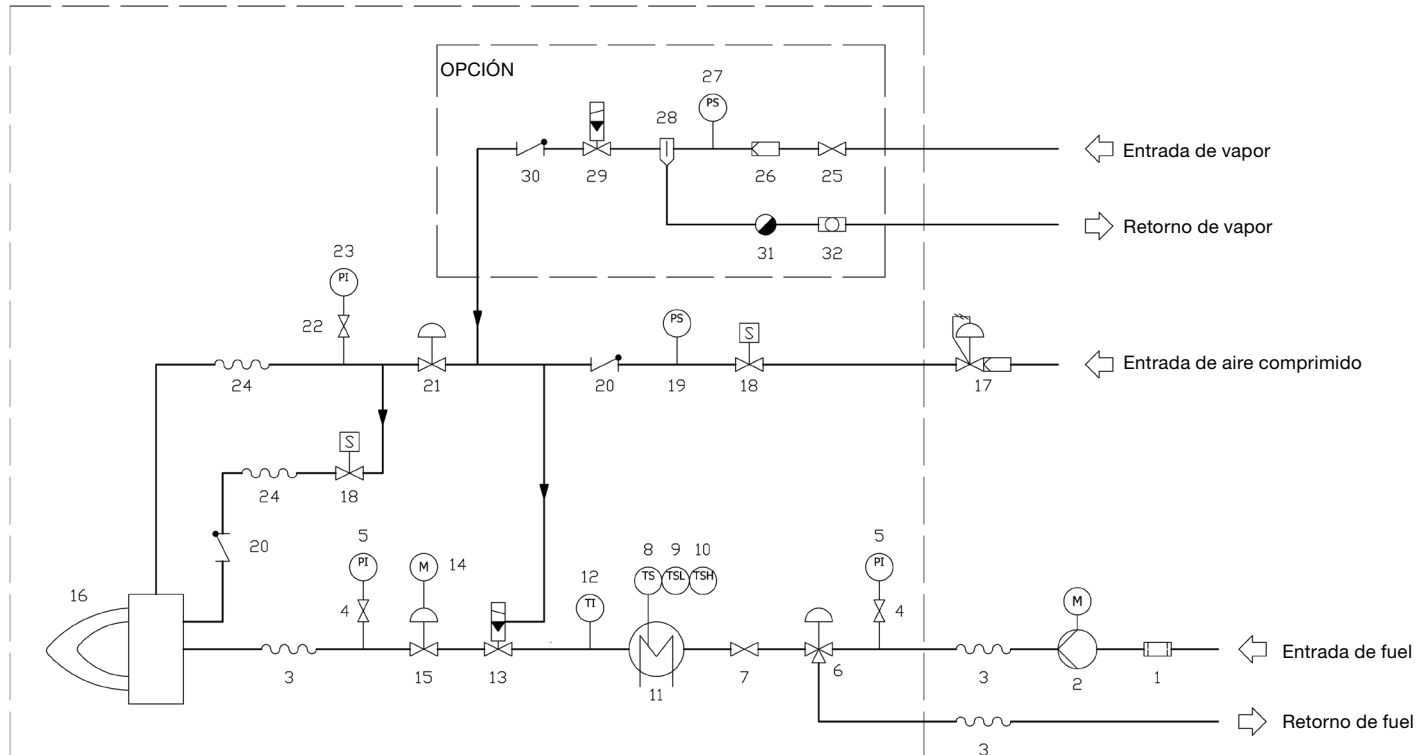 OPCIÓN
27
PS
28
30
29
26
25
Entrada de vapor
31
32
Retorno de vapor
23
PI
22
24
21
20
PS
19
S
18
17
Entrada de aire comprimido
S
24
18
20
16
5
PI
4
M
14
12
TI
8
9
10
TS
TSL
TSH
5
PI
4
M
3
15
13
11
7
6
3
2
1
Entrada de fuel
3
Retorno de fuel